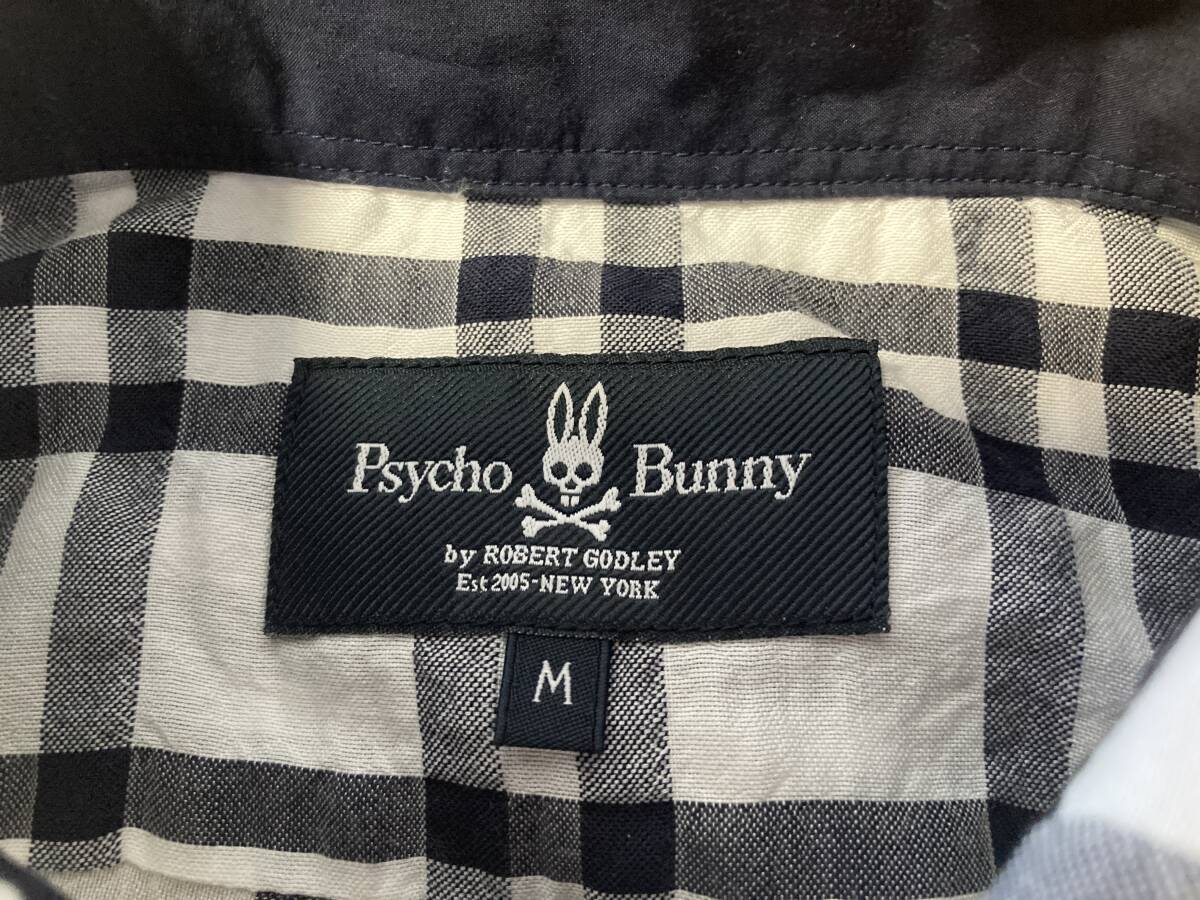 Psycho Bunny
by ROBERT GODLEY
Est 2005-NEW YORK
M